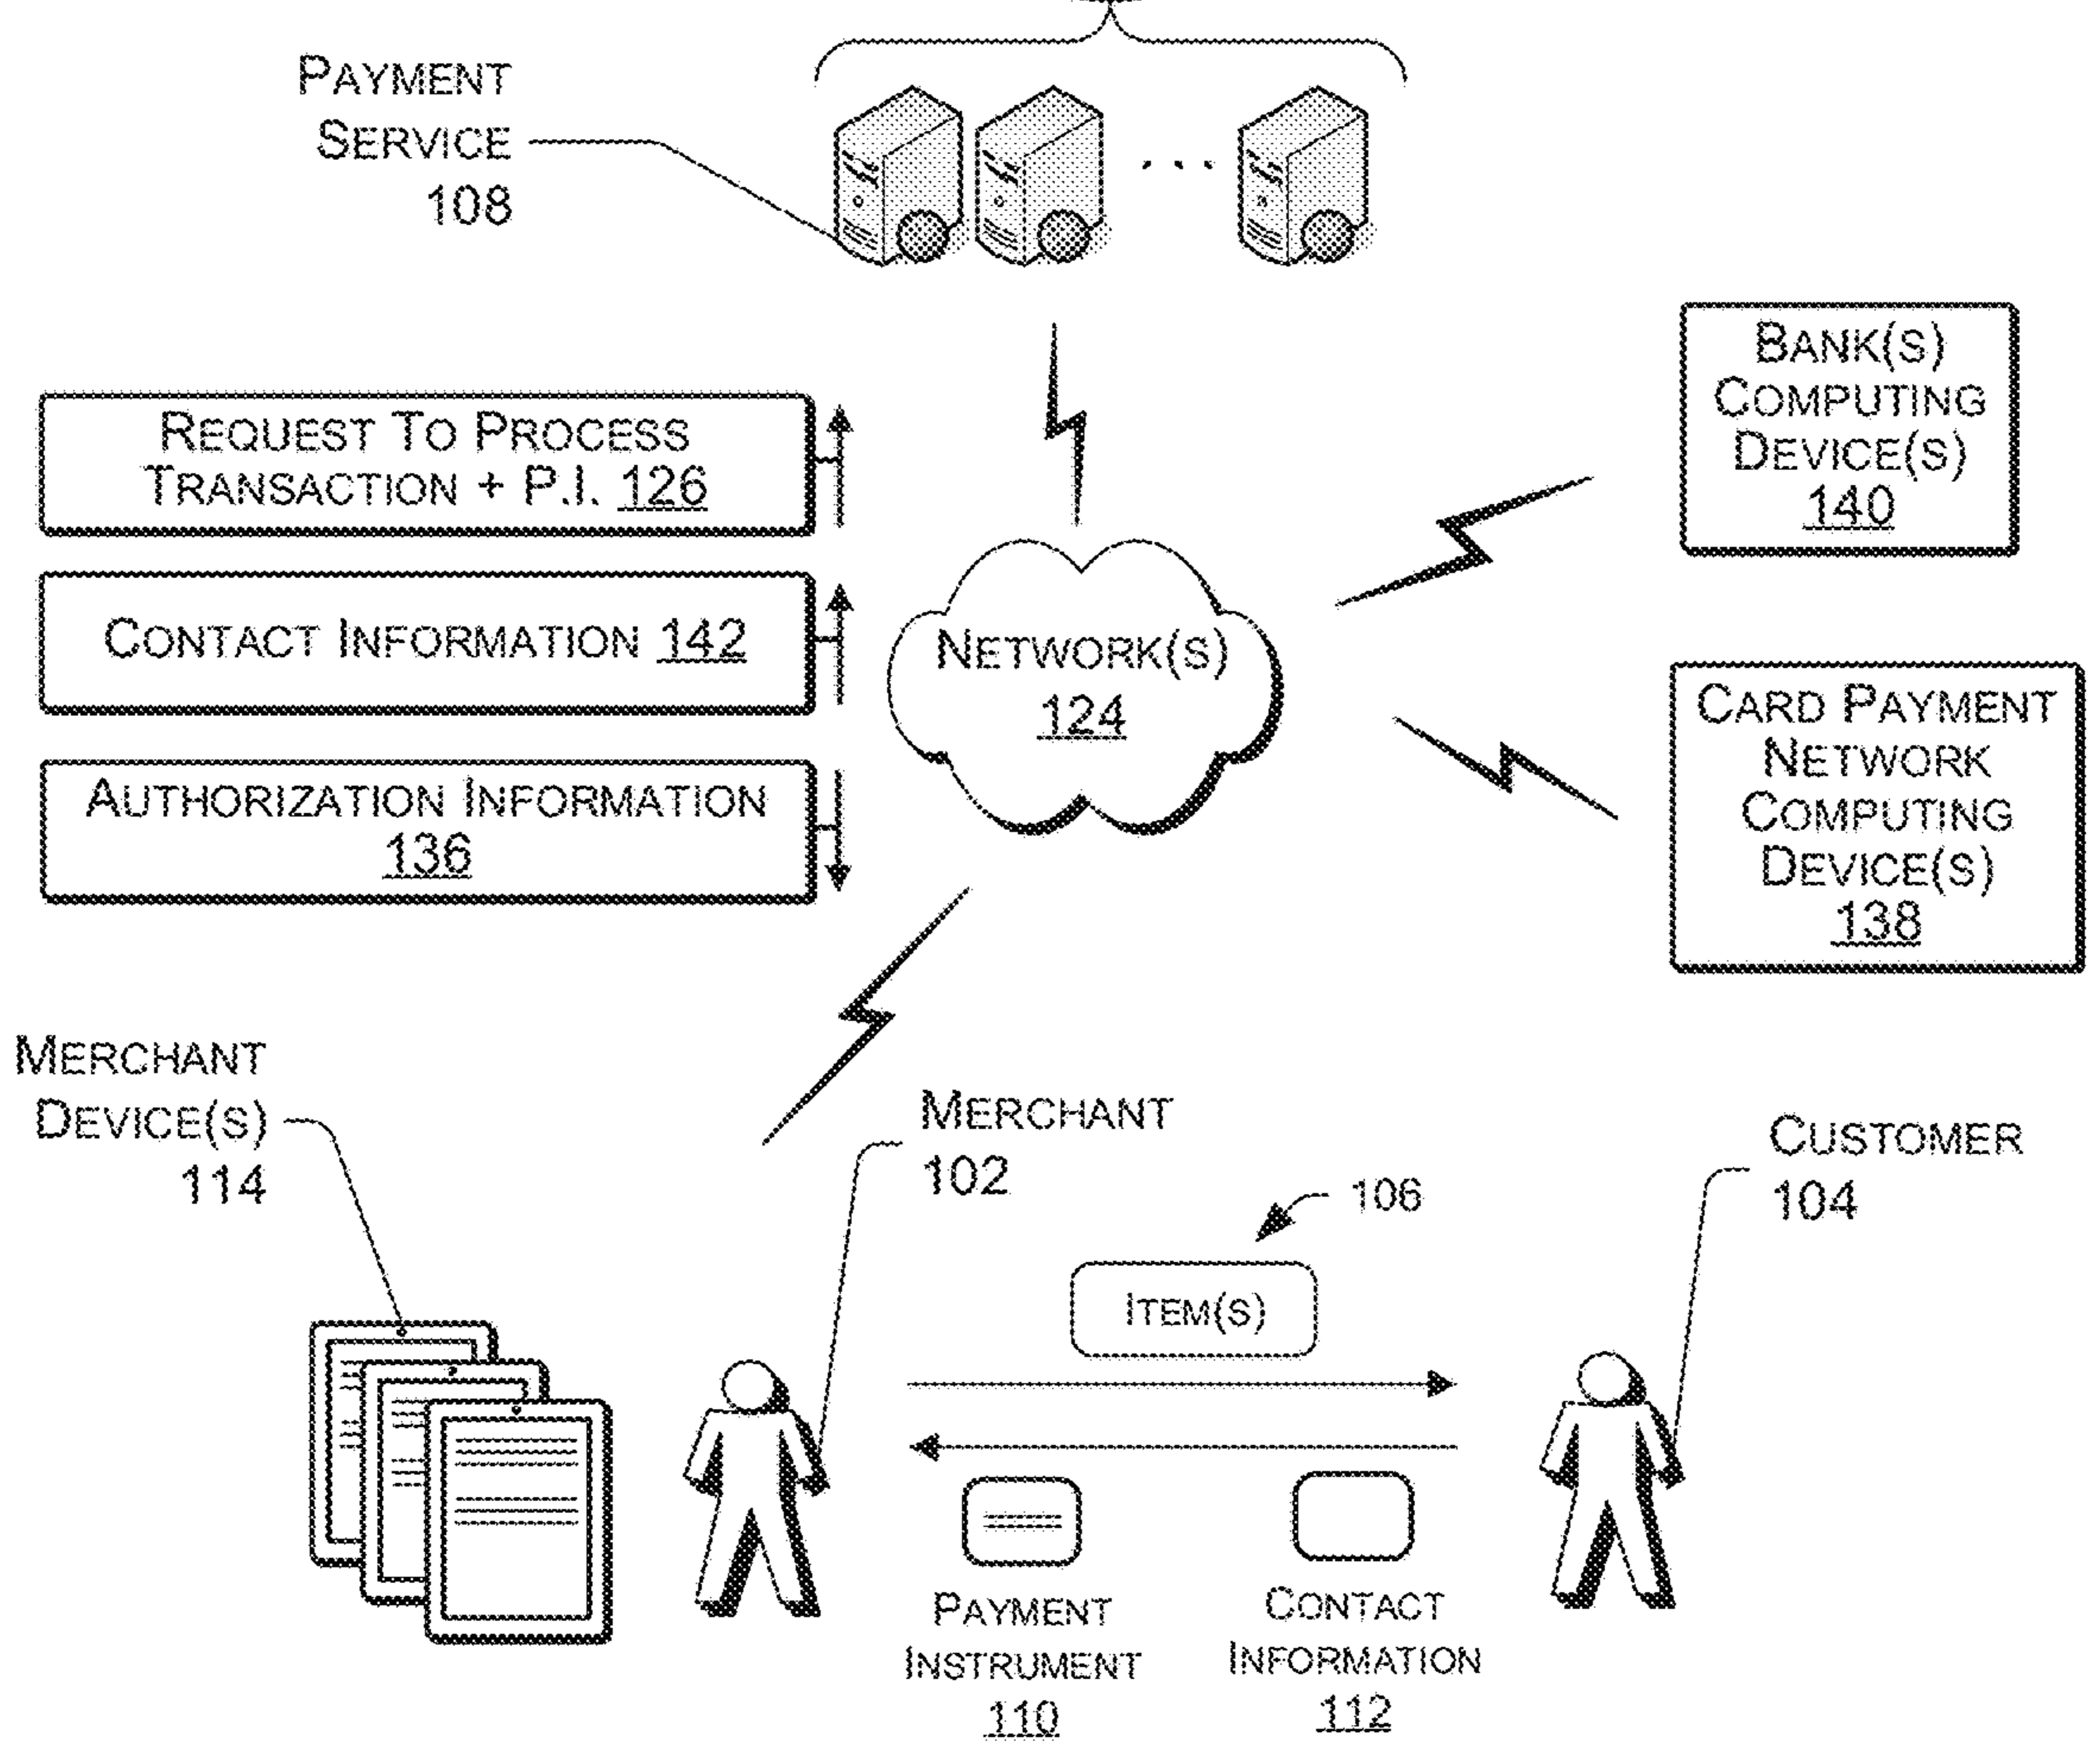 PAYMENT
SERVICE
108
BANK(S)
COMPUTING
DEVICE(S)
140
REQUEST TO PROCESS
TRANSACTION + P.I. 126
CONTACT INFORMATION 142
AUTHORIZATION INFORMATION
136
NETWORK(S)
124
CARD PAYMENT
NETWORK
COMPUTING
DEVICE(S)
138
MERCHANT
DEVICE(S)
114
MERCHANT
102
106
CUSTOMER
104
ITEM(S)
PAYMENT
INSTRUMENT
110
CONTACT
INFORMATION
112